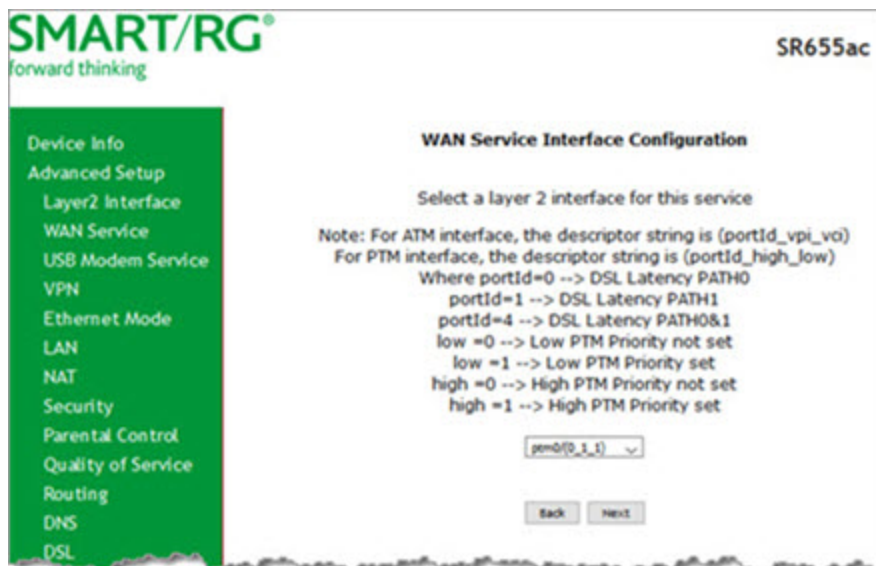 SMART/RG®
forward thinking
SR655ac
Device Info
Advanced Setup
Layer2 Interface
WAN Service
USB Modem Service
VPN
Ethernet Mode
LAN
NAT
Security
Parental Control
Quality of Service
Routing
DNS
DSL
WAN Service Interface Configuration
Select a layer 2 interface for this service
Note: For ATM interface, the descriptor string is (portId_vpi_vci)
For PTM interface, the descriptor string is (portId_high_low)
Where portId=0 --> DSL Latency PATH0
portId=1 --> DSL Latency PATH1
portId=4 --> DSL Latency PATH0&1
low =0 --> Low PTM Priority not set
low =1 --> Low PTM Priority set
high =0 --> High PTM Priority not set
high =1 --> High PTM Priority set
ptm0/(0_1_1)
Back Next